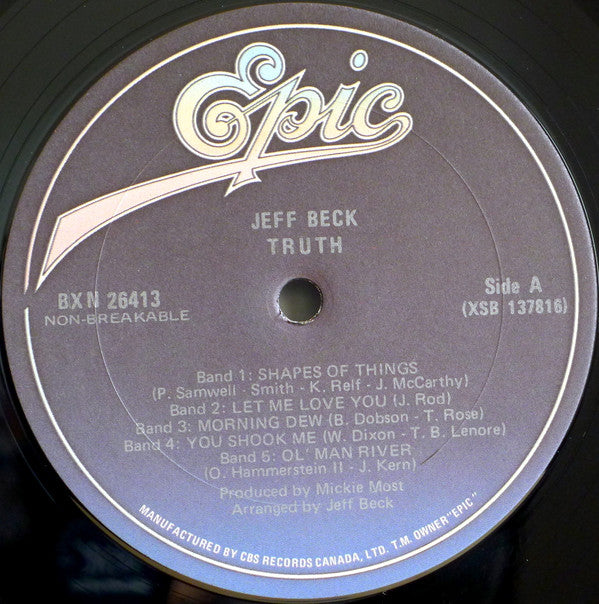 Epic
JEFF BECK
TRUTH
BXN 26413
NON-BREAKABLE
Side A
(XSB 137816)
Band 1: SHAPES OF THINGS
(P. Samwell - Smith - K. Relf - J. McCarthy)
Band 2: LET ME LOVE YOU (J. Rod)
Band 3: MORNING DEW (B. Dobson - T. Rose)
Band 4: YOU SHOOK ME (W. Dixon - T. B. Lenore)
Band 5: OL' MAN RIVER
(O. Hammerstein II - J. Kern)
Produced by Mickie Most
Arranged by Jeff Beck
MANUFACTURED BY CBS RECORDS CANADA, LTD. T.M. OWNER "EPIC"